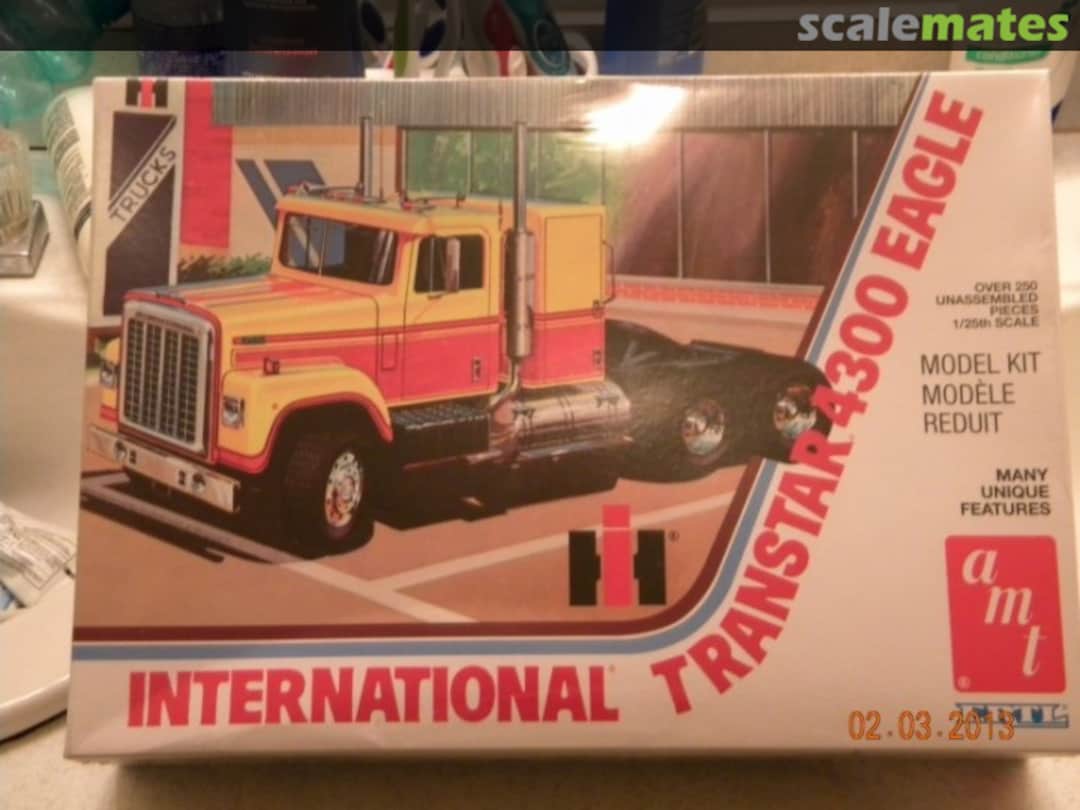 scalemates
TRUCKS
INTERNATIONAL®
TRANSTAR 4300 EAGLE
OVER 250
UNASSEMBLED
PIECES
1/25th SCALE
MODEL KIT
MODÈLE
REDUIT
MANY
UNIQUE
FEATURES
amt
®
ERTL
02.03.2013